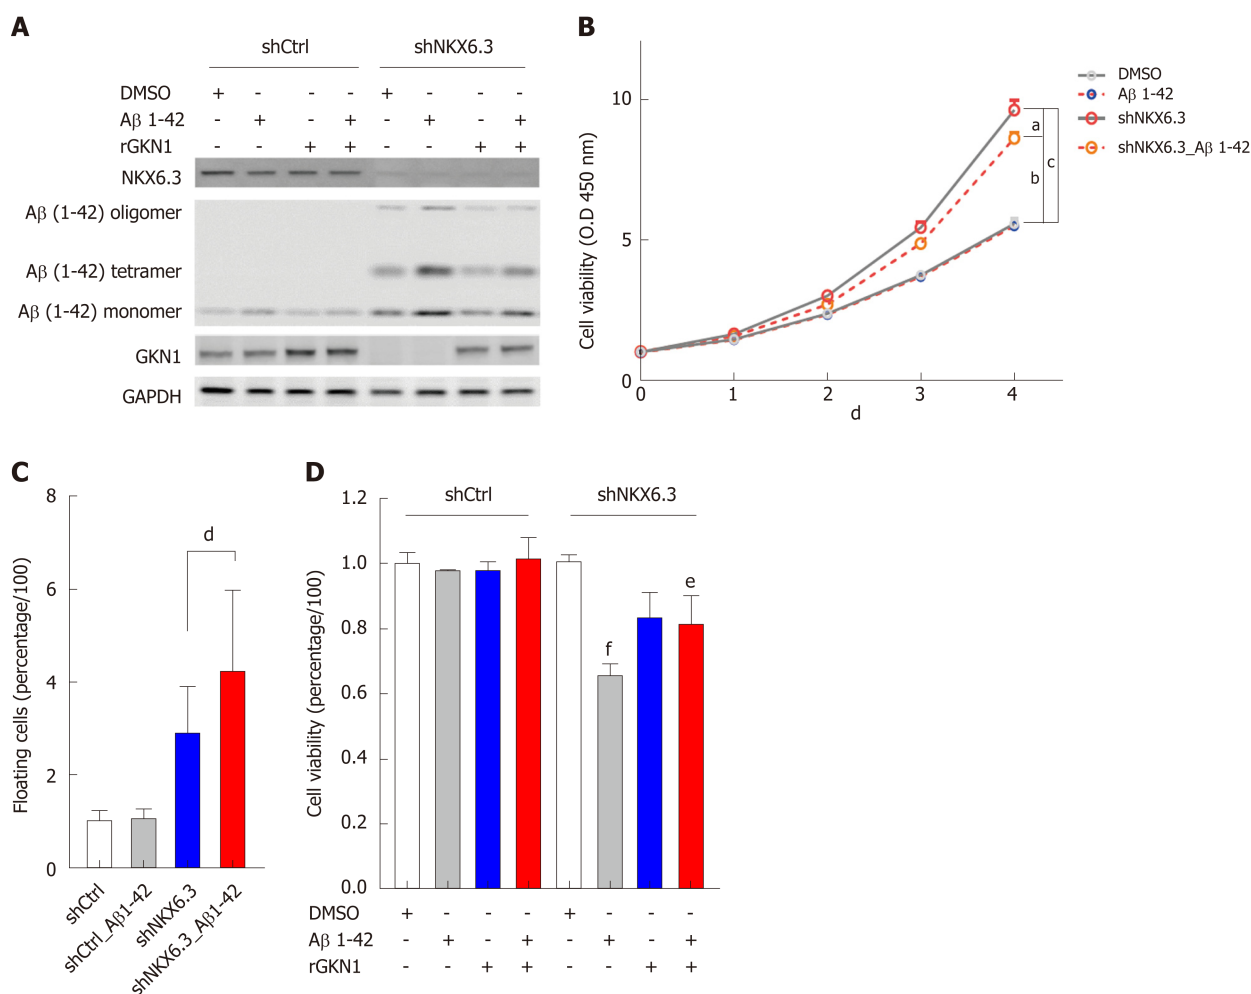 A
shCtrl shNKX6.3
DMSO + - - - + - - -
Aβ 1-42 - + - + - + - +
rGKN1 - - + + - - + +
NKX6.3
Aβ (1-42) oligomer
Aβ (1-42) tetramer
Aβ (1-42) monomer
GKN1
GAPDH
B
Cell viability (O.D 450 nm)
10
5
0
0 1 2 3 4
d
DMSO
Aβ 1-42
shNKX6.3
shNKX6.3_Aβ 1-42
a
b
c
C
Floating cells (percentage/100)
8
6
4
2
0
d
shCtrl
shCtrl_Aβ1-42
shNKX6.3
shNKX6.3_Aβ1-42
D
Cell viability (percentage/100)
1.2
1.0
0.8
0.6
0.4
0.2
0.0
shCtrl shNKX6.3
f
e
DMSO + - - - + - - -
Aβ 1-42 - + - + - + - +
rGKN1 - - + + - - + +